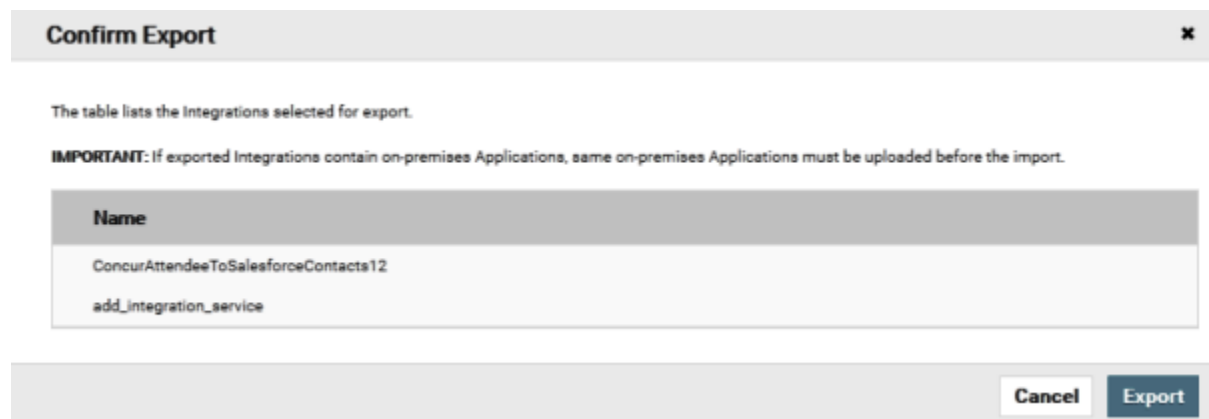 Confirm Export
The table lists the Integrations selected for export.
IMPORTANT: If exported Integrations contain on-premises Applications, same on-premises Applications must be uploaded before the import.
Name
ConcurAttendeeToSalesforceContacts12
add_integration_service
Cancel Export